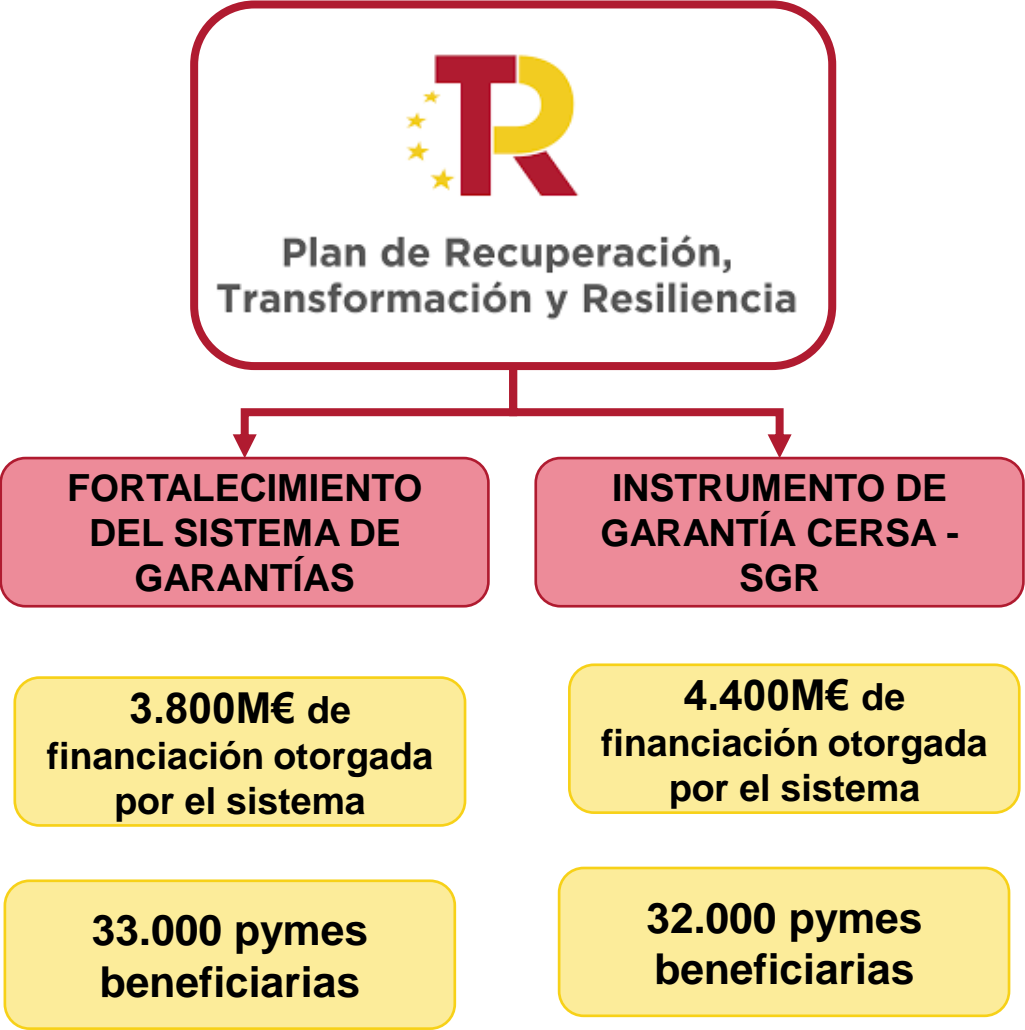 TR
Plan de Recuperación,
Transformación y Resiliencia
FORTALECIMIENTO
DEL SISTEMA DE
GARANTÍAS
INSTRUMENTO DE
GARANTÍA CERSA -
SGR
3.800M€ de
financiación otorgada
por el sistema
4.400M€ de
financiación otorgada
por el sistema
33.000 pymes
beneficiarias
32.000 pymes
beneficiarias